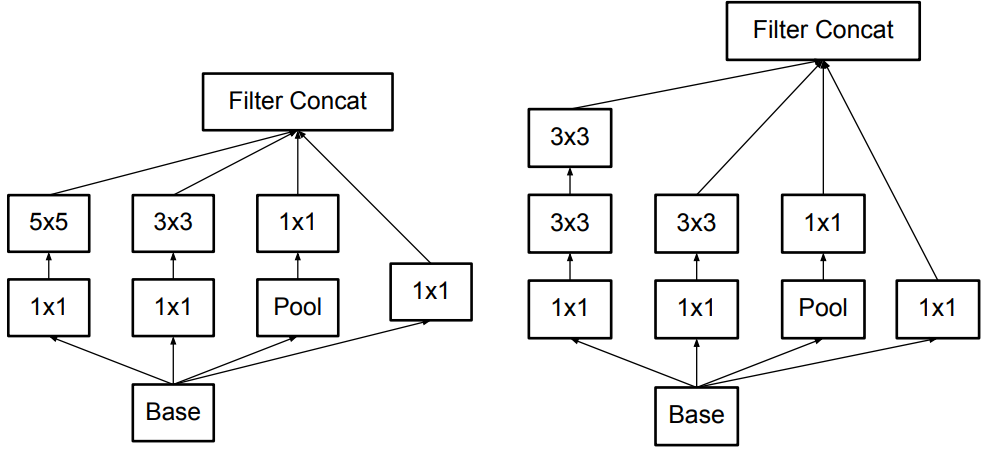 Filter Concat
5x5
3x3
1x1
1x1
1x1
Pool
1x1
Base
Filter Concat
3x3
3x3
3x3
1x1
1x1
1x1
Pool
1x1
Base